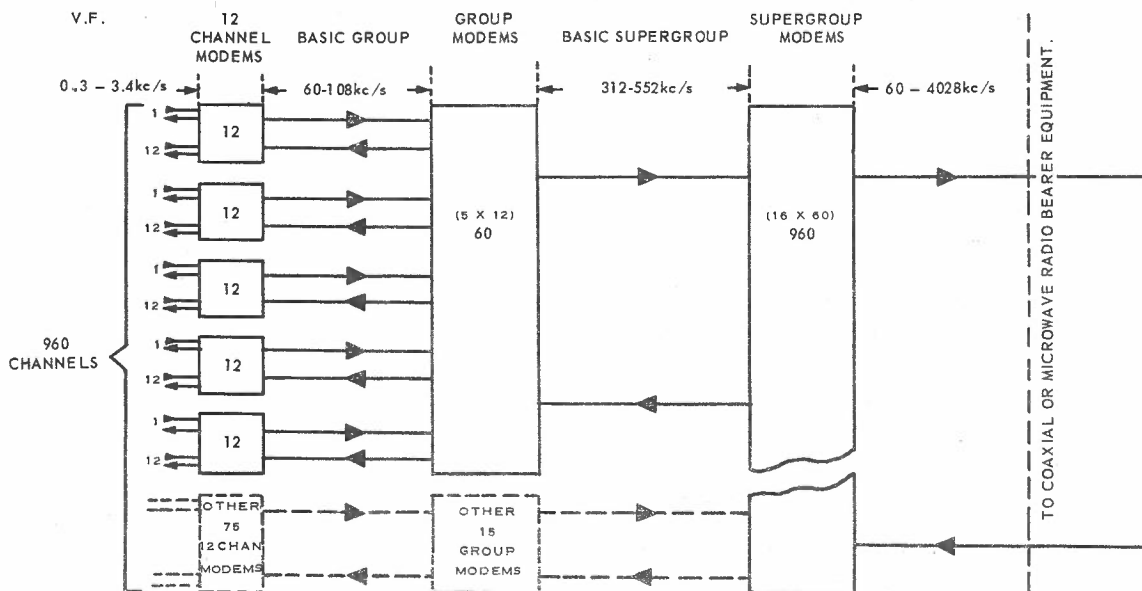 V.F.
12
CHANNEL
MODEMS
BASIC GROUP
GROUP
MODEMS
BASIC SUPERGROUP
SUPERGROUP
MODEMS
0.3 – 3.4kc/s
60-108kc/s
312-552kc/s
60 – 4028kc/s
1
12
12
1
12
12
1
12
12
1
12
12
1
12
12
(5 X 12)
60
(16 X 60)
960
960
CHANNELS
OTHER
75
12CHAN
MODEMS
OTHER
15
GROUP
MODEMS
TO COAXIAL OR MICROWAVE RADIO BEARER EQUIPMENT.